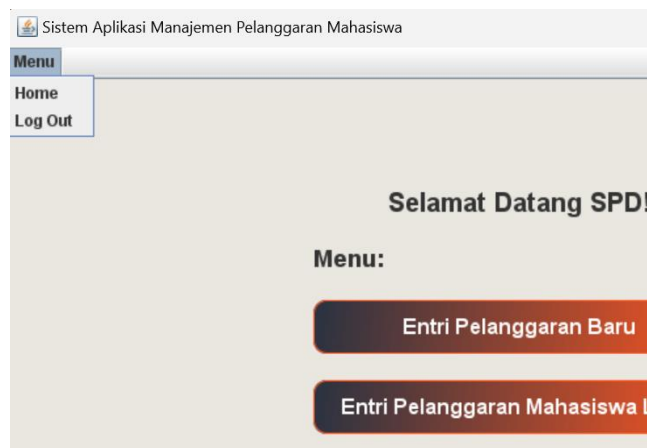 Sistem Aplikasi Manajemen Pelanggaran Mahasiswa
Menu
Home
Log Out
Selamat Datang SPD!
Menu:
Entri Pelanggaran Baru
Entri Pelanggaran Mahasiswa